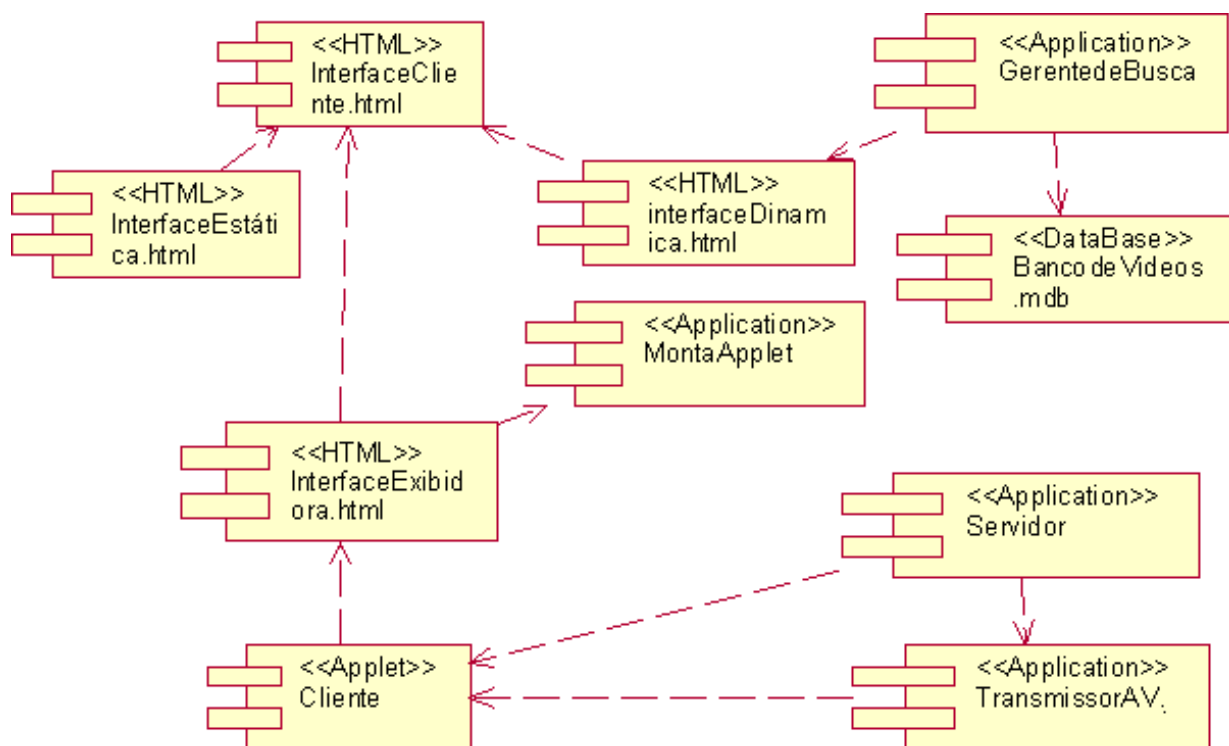 <<HTML>>
InterfaceClie
nte.html
<<Application>>
GerentedeBusca
<<HTML>>
InterfaceEstáti
ca.html
<<HTML>>
interfaceDinam
ica.html
<<DataBase>>
BancodeVideos
.mdb
<<Application>>
MontaApplet
<<HTML>>
InterfaceExibid
ora.html
<<Application>>
Servidor
<<Applet>>
Cliente
<<Application>>
TransmissorAV.